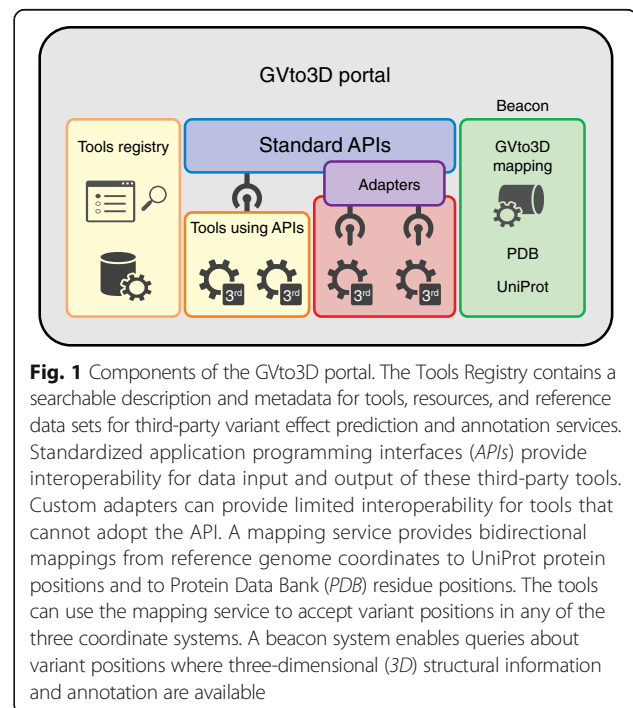 GVto3D portal
Beacon
Tools registry
Standard APIs
GVto3D
mapping
Adapters
Tools using APIs
3rd
3rd
3rd
3rd
PDB
UniProt
Fig. 1 Components of the GVto3D portal. The Tools Registry contains a
searchable description and metadata for tools, resources, and reference
data sets for third-party variant effect prediction and annotation services.
Standardized application programming interfaces (APIs) provide
interoperability for data input and output of these third-party tools.
Custom adapters can provide limited interoperability for tools that
cannot adopt the API. A mapping service provides bidirectional
mappings from reference genome coordinates to UniProt protein
positions and to Protein Data Bank (PDB) residue positions. The tools
can use the mapping service to accept variant positions in any of the
three coordinate systems. A beacon system enables queries about
variant positions where three-dimensional (3D) structural information
and annotation are available